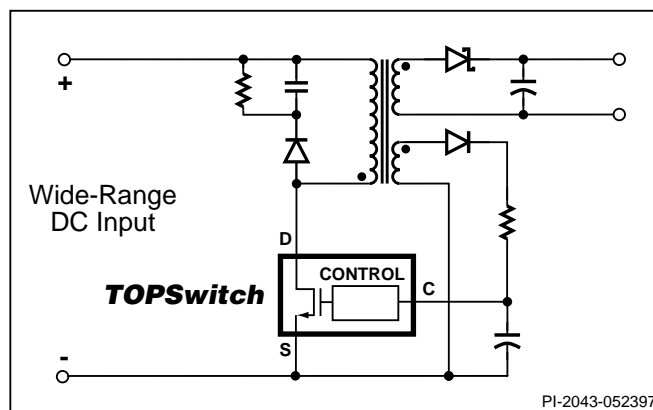 +
Wide-Range
DC Input
D
CONTROL
TOPSwitch
C
S
-
PI-2043-052397